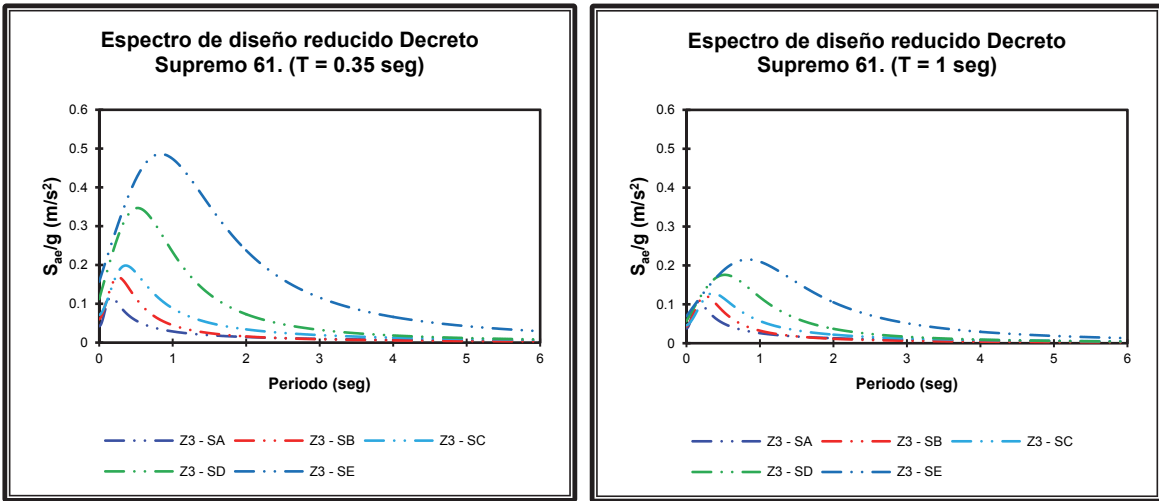 Espectro de diseño reducido Decreto
Supremo 61. (T = 0.35 seg)
0.6
0.5
0.4
0.3
0.2
0.1
0
S_ae/g (m/s²)
0 1 2 3 4 5 6
Periodo (seg)
Z3 - SA Z3 - SB Z3 - SC
Z3 - SD Z3 - SE
Espectro de diseño reducido Decreto
Supremo 61. (T = 1 seg)
0.6
0.5
0.4
0.3
0.2
0.1
0
S_ae/g (m/s²)
0 1 2 3 4 5 6
Periodo (seg)
Z3 - SA Z3 - SB Z3 - SC
Z3 - SD Z3 - SE